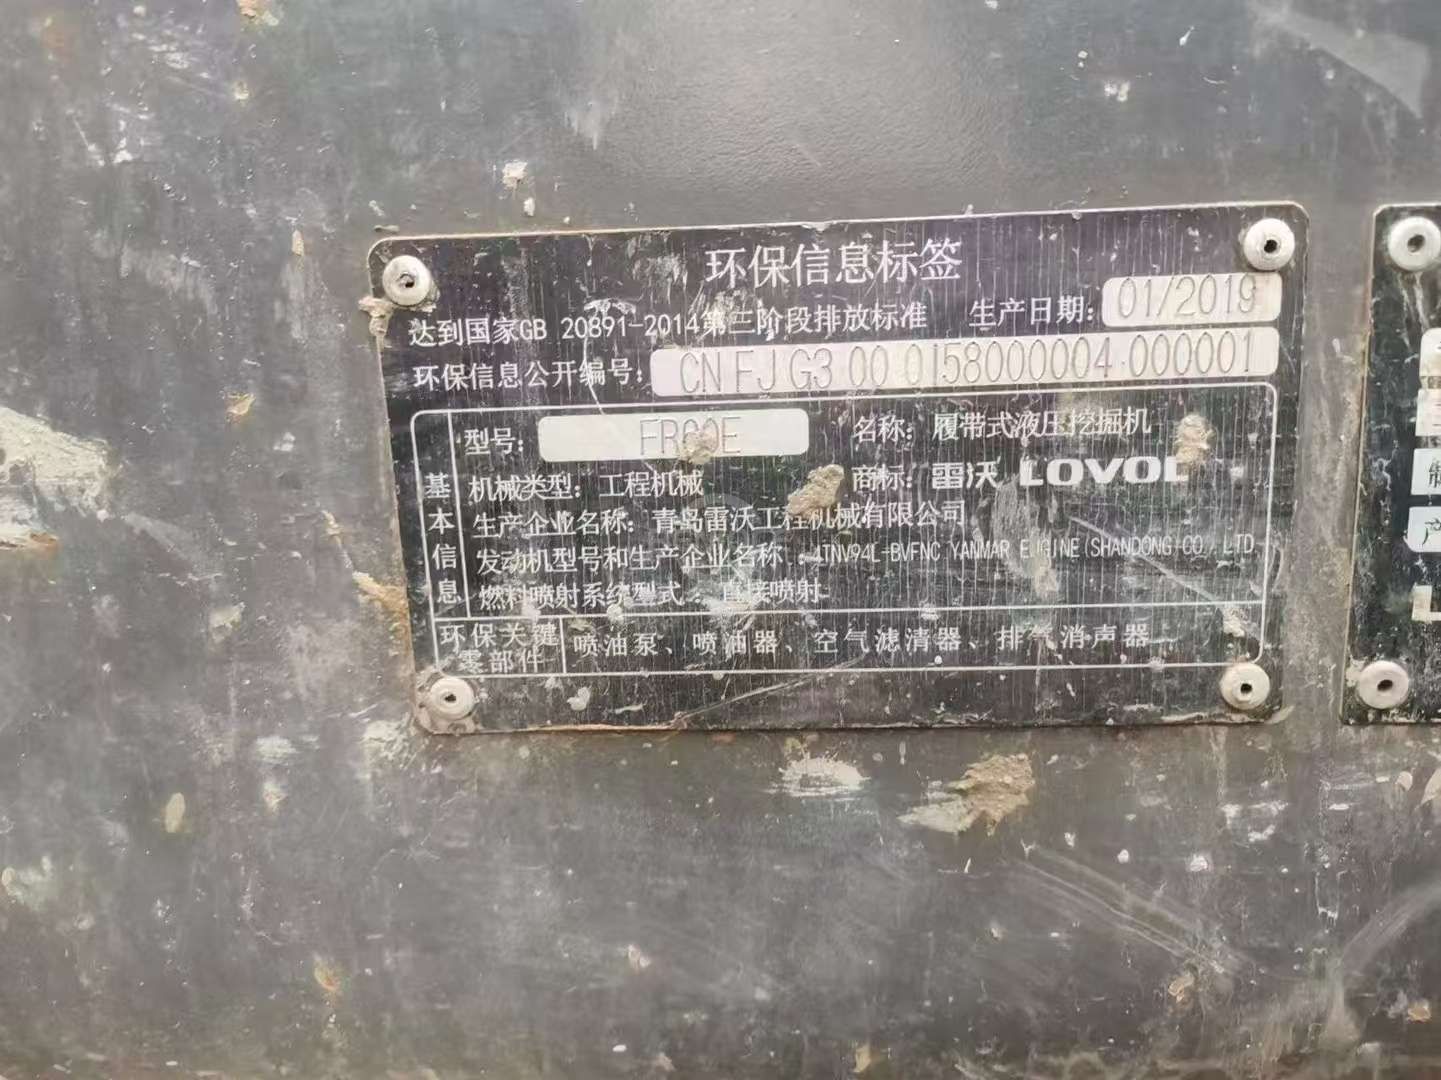 环保信息标签
达到国家GB 20891-2014第三阶段排放标准 生产日期: 01/2019
环保信息公开编号: CN FJ G3 00 0158000004 000001
型号: 名称: 履带式液压挖掘机
基本信息
机械类型: 工程机械 商标: 雷沃 LOVOL
生产企业名称: 青岛雷沃工程机械有限公司
发动机型号和生产企业名称: 4TNV94L-BVFNC YANMAR ENGINE(SHANDONG)CO.,LTD
燃料喷射系统型式: 直接喷射
环保关键零部件
喷油泵、喷油器、空气滤清器、排气消声器